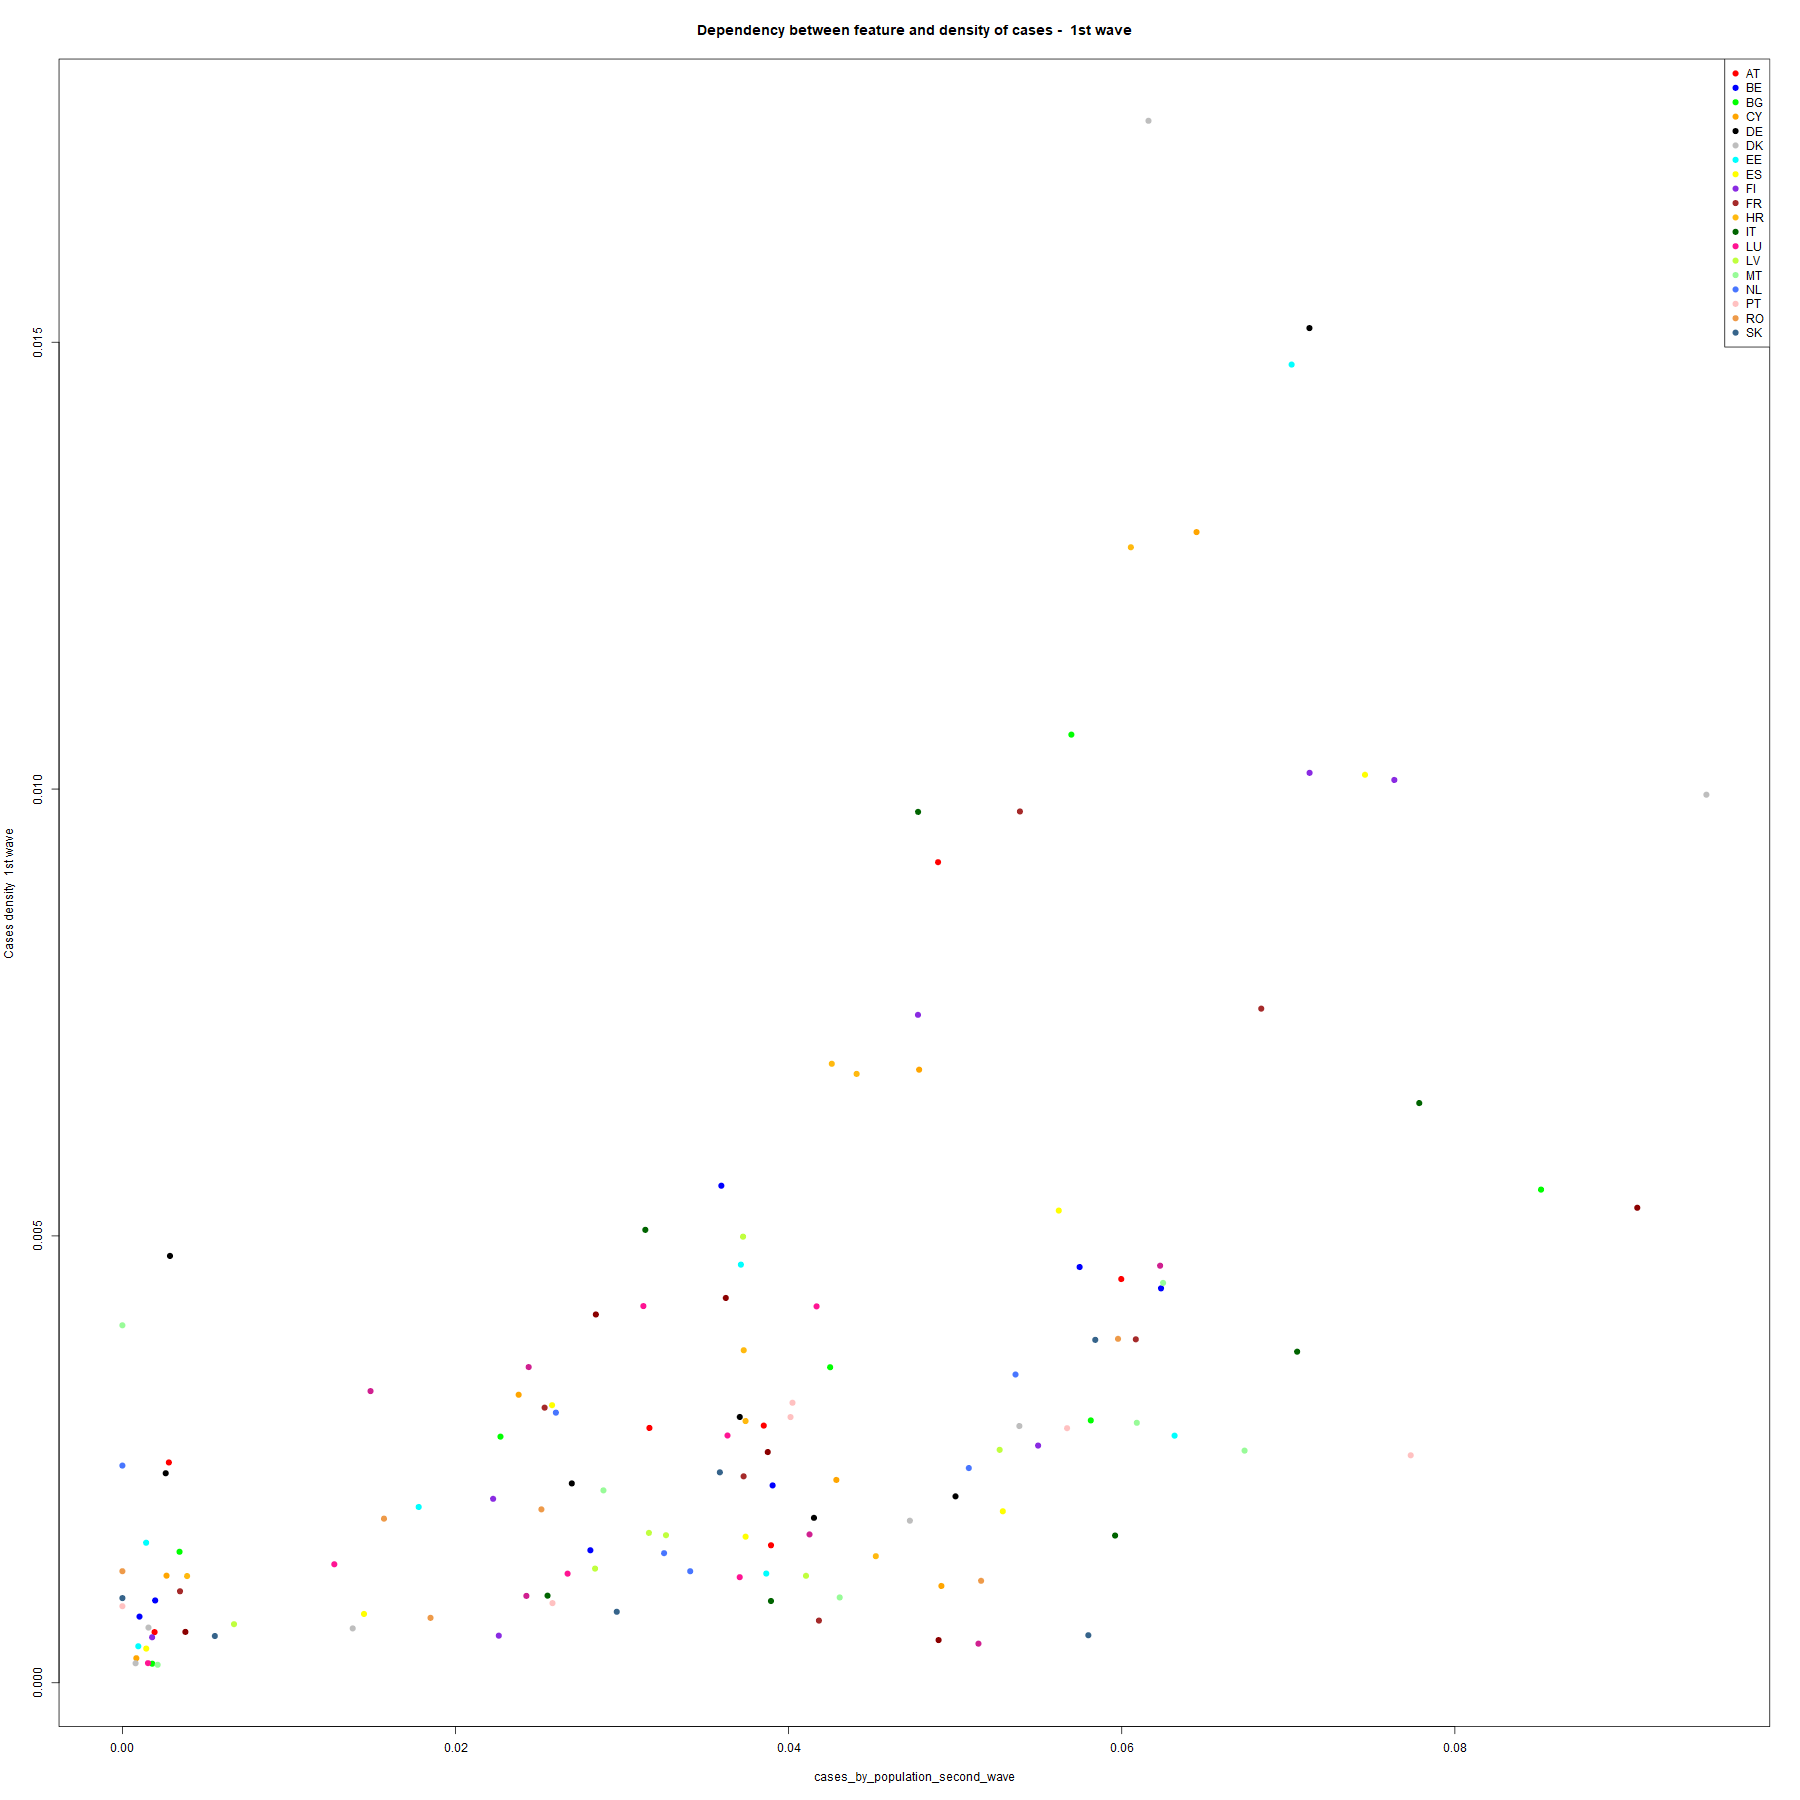 Dependency between feature and density of cases -  1st wave
AT
BE
BG
CY
DE
DK
EE
ES
FI
FR
HR
IT
LU
LV
MT
NL
PT
RO
SK
Cases density  1st wave
0.015
0.010
0.005
0.000
0.00 0.02 0.04 0.06 0.08
cases_by_population_second_wave